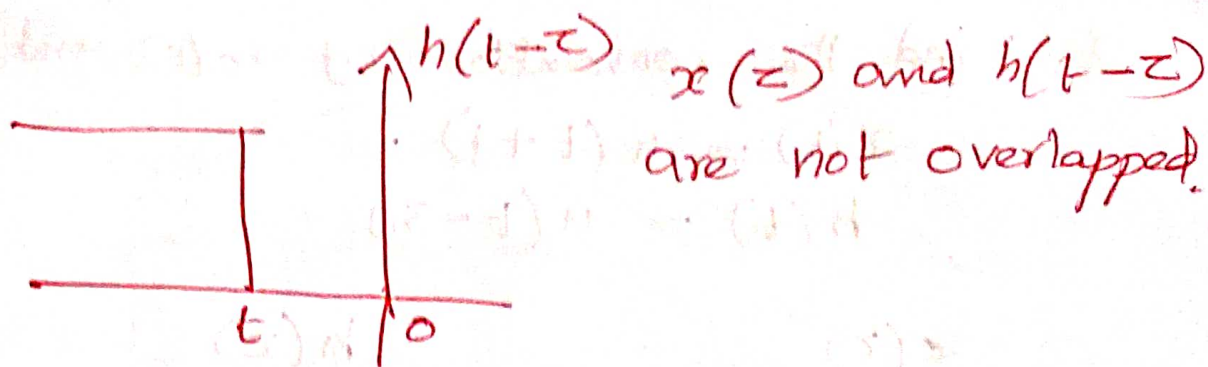 h(t-τ)
x(τ) and h(t-τ)
are not overlapped.
t
0